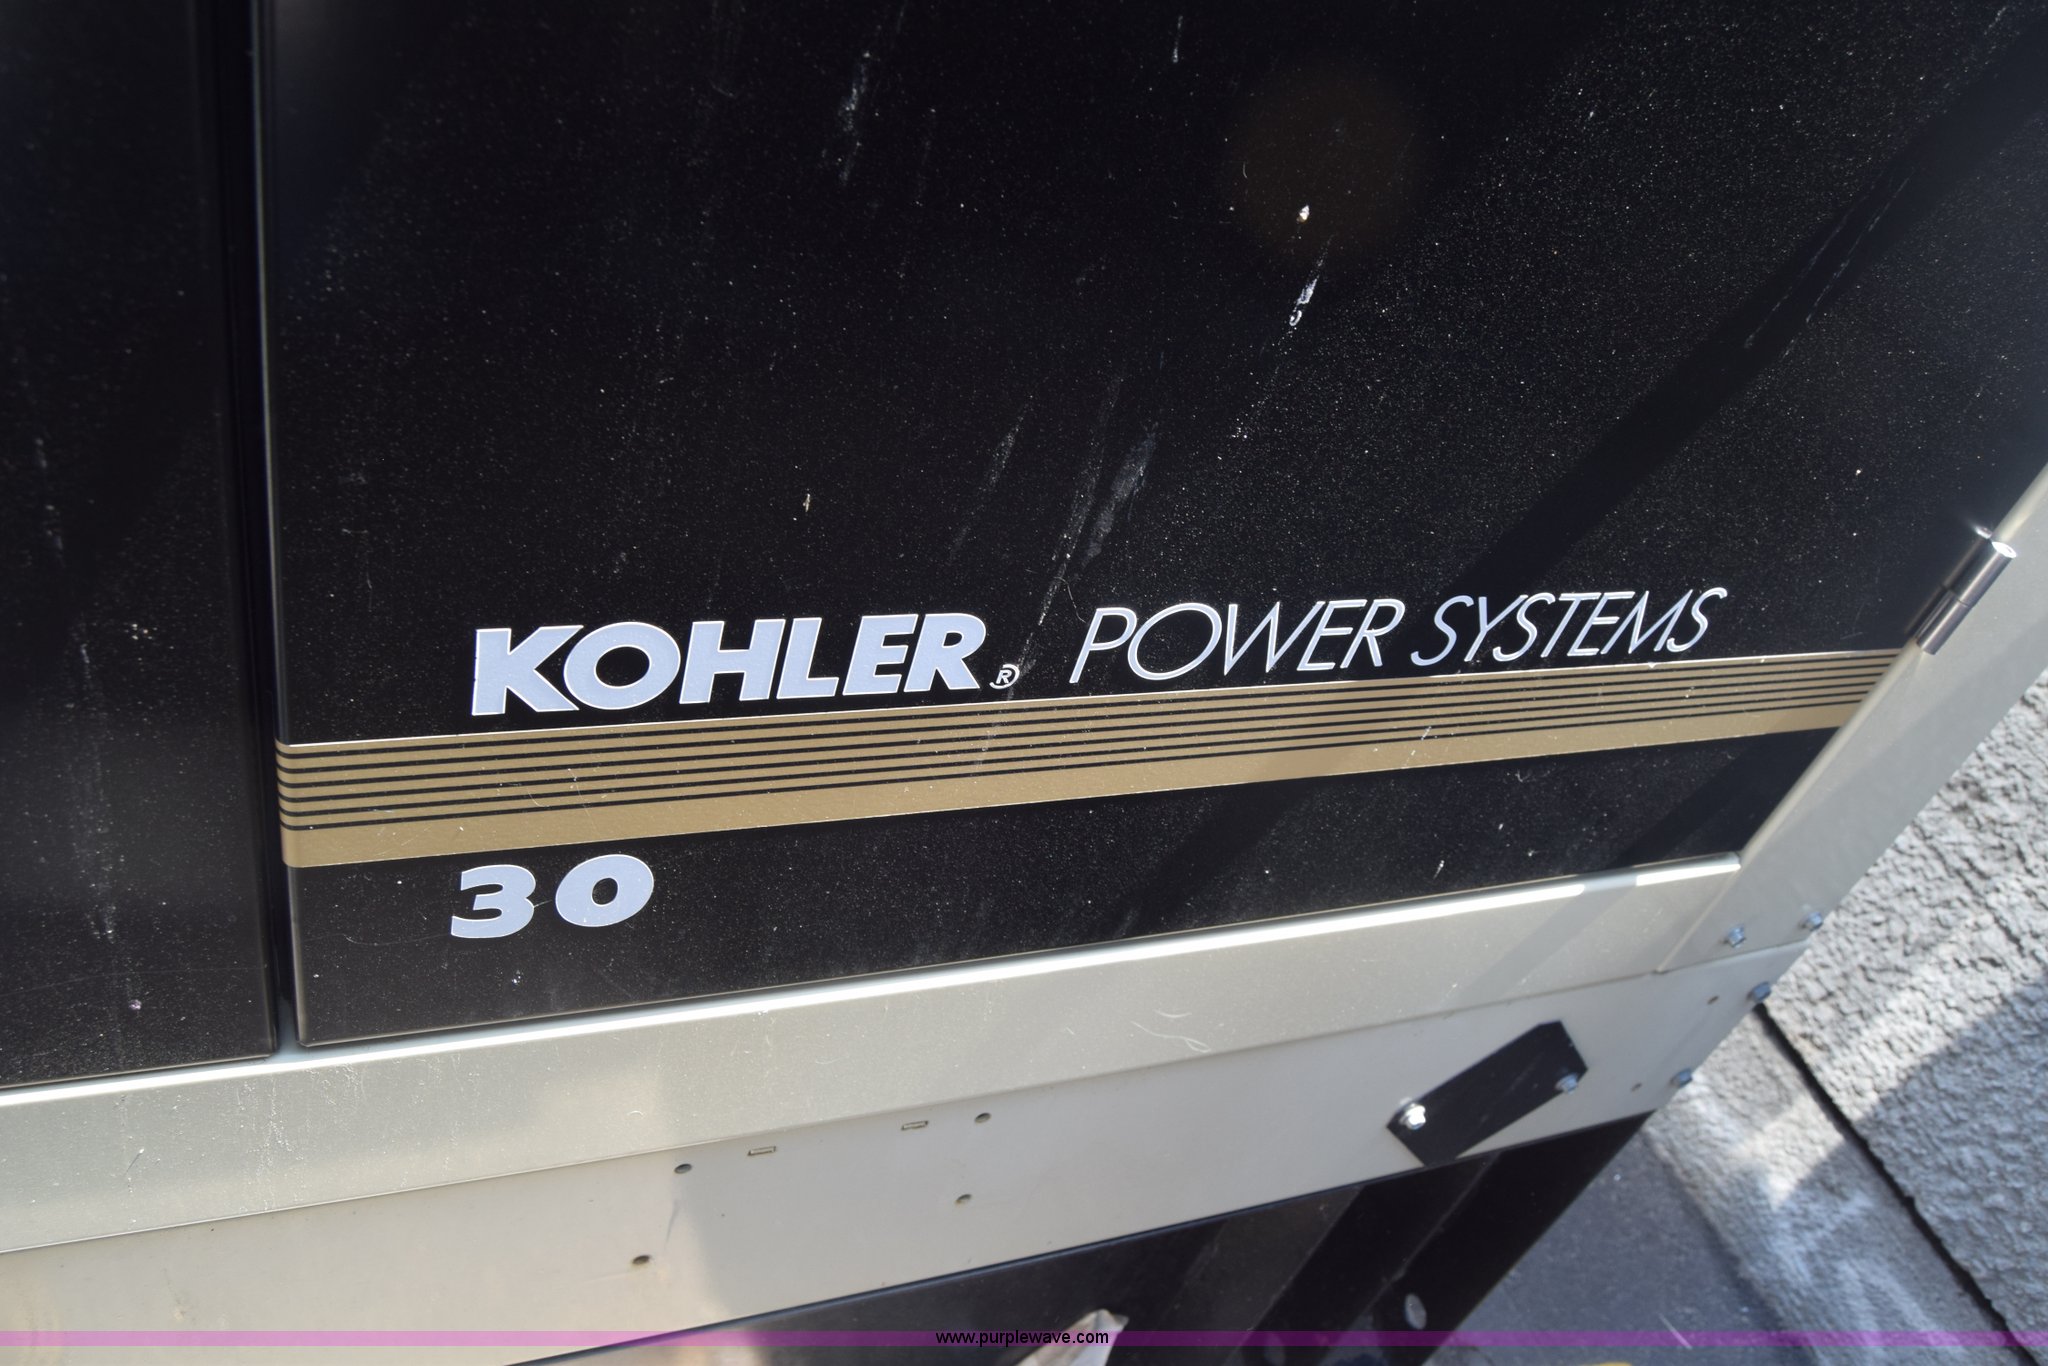 KOHLER® POWER SYSTEMS
30
www.purplewave.com